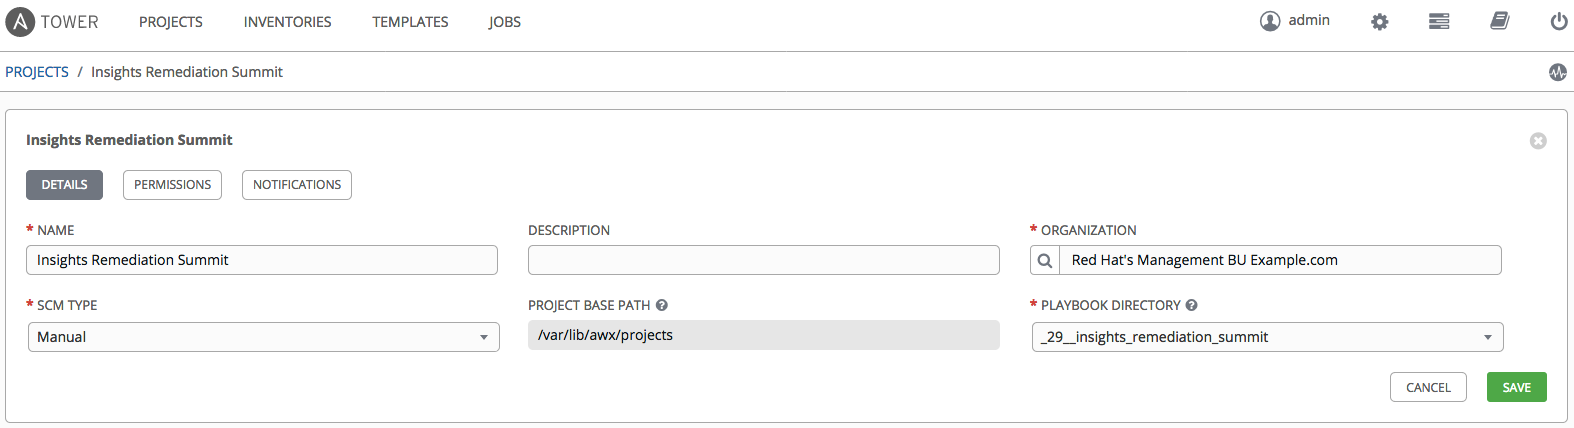 TOWER PROJECTS INVENTORIES TEMPLATES JOBS admin
PROJECTS / Insights Remediation Summit
Insights Remediation Summit
DETAILS PERMISSIONS NOTIFICATIONS
* NAME DESCRIPTION * ORGANIZATION
Insights Remediation Summit Red Hat's Management BU Example.com
* SCM TYPE PROJECT BASE PATH ? * PLAYBOOK DIRECTORY ?
Manual /var/lib/awx/projects _29__insights_remediation_summit
CANCEL SAVE